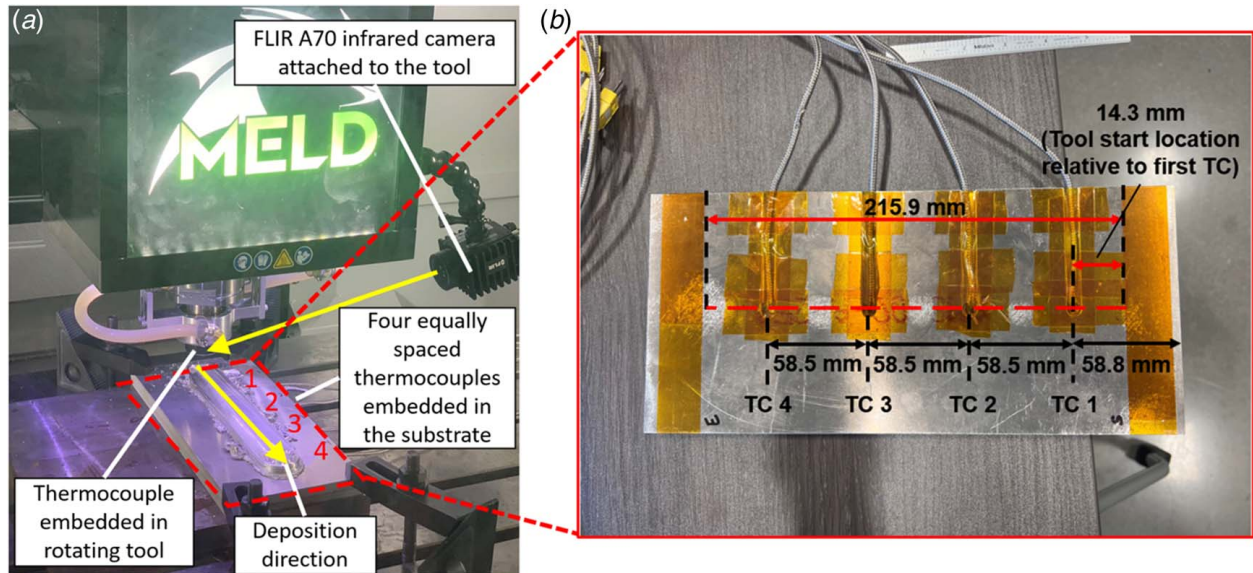 (a)
FLIR A70 infrared camera
attached to the tool
MELD
FLIR
1
2
3
4
Four equally
spaced
thermocouples
embedded in
the substrate
Thermocouple
embedded in
rotating tool
Deposition
direction
(b)
14.3 mm
(Tool start location
relative to first TC)
215.9 mm
58.5 mm
58.5 mm
58.5 mm
58.8 mm
TC 4
TC 3
TC 2
TC 1
E
S